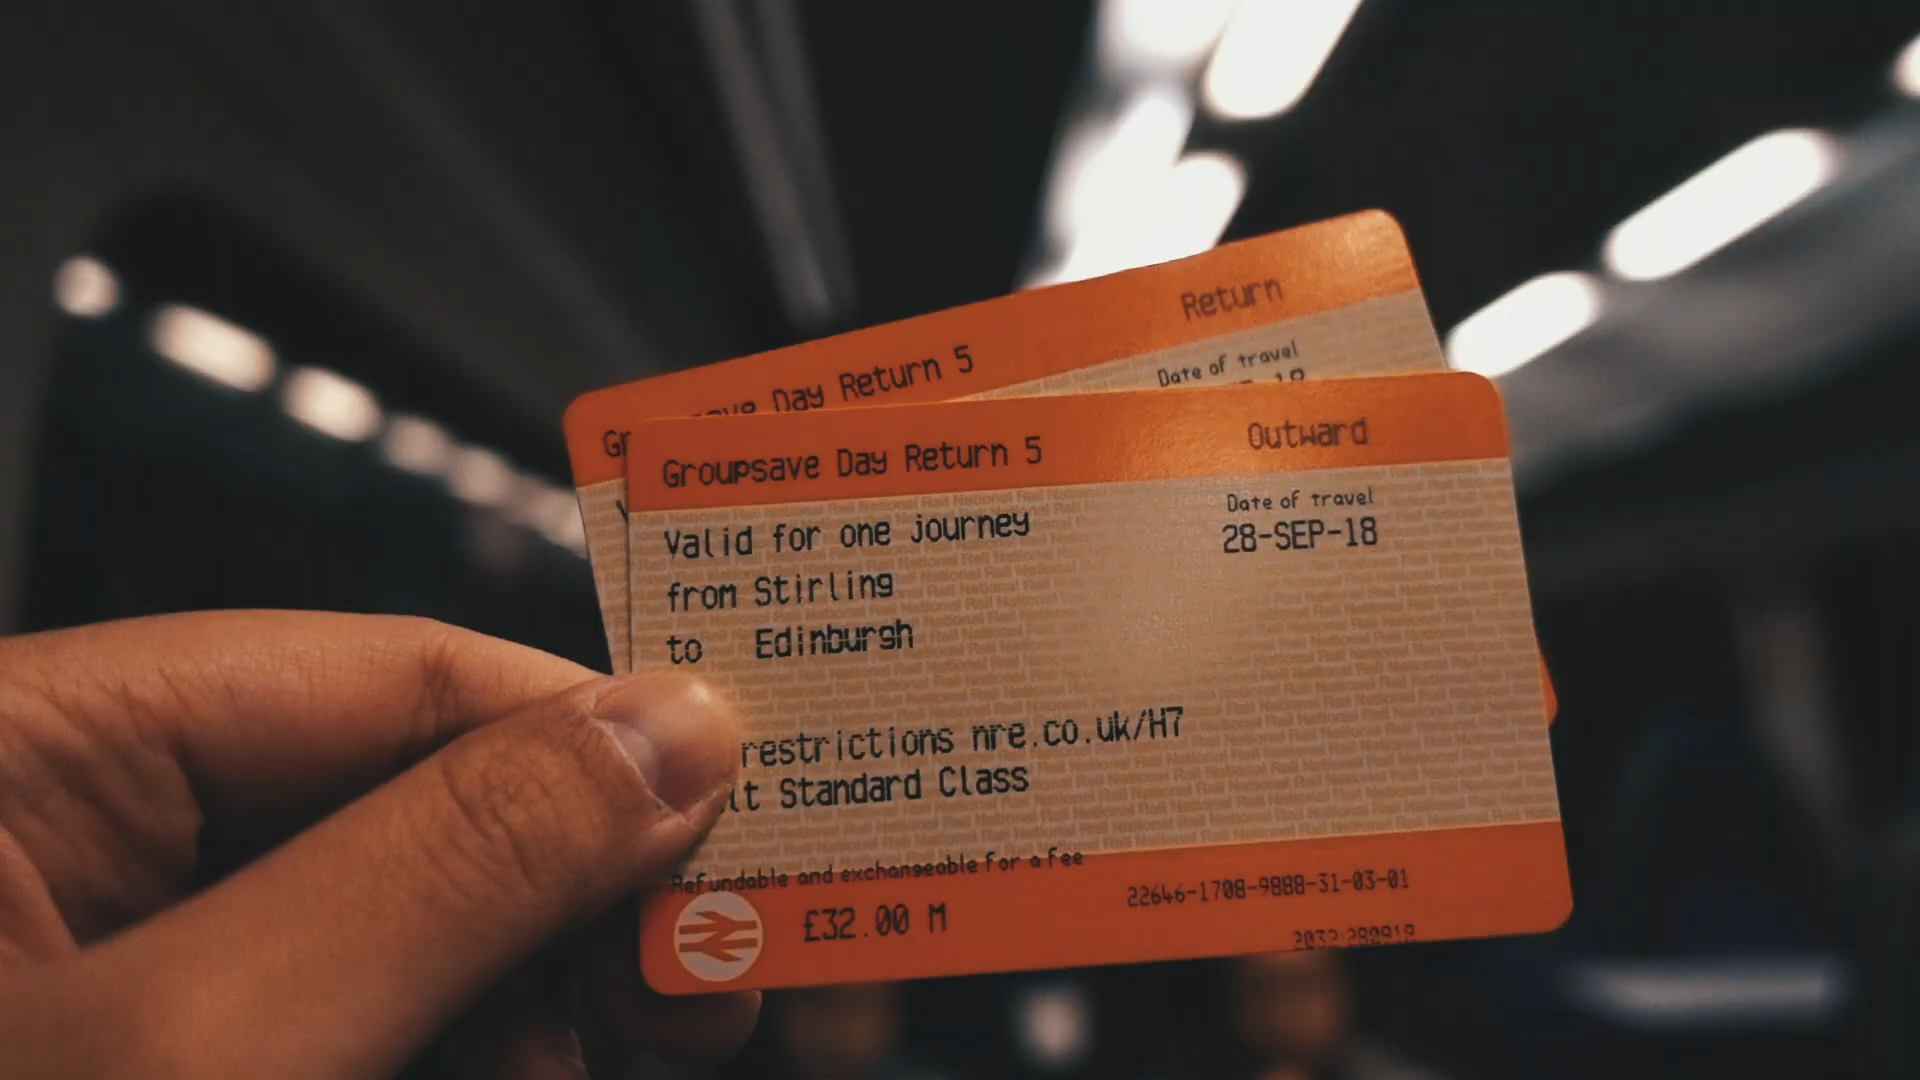 Return
Day Return 5
Date of travel
Groupsave Day Return 5
Outward
Valid for one journey
Date of travel
28-SEP-18
from Stirling
to Edinburgh
restrictions nre.co.uk/H7
Standard Class
Refundable and exchangeable for a fee
£32.00 M
22646-1708-9888-31-03-01